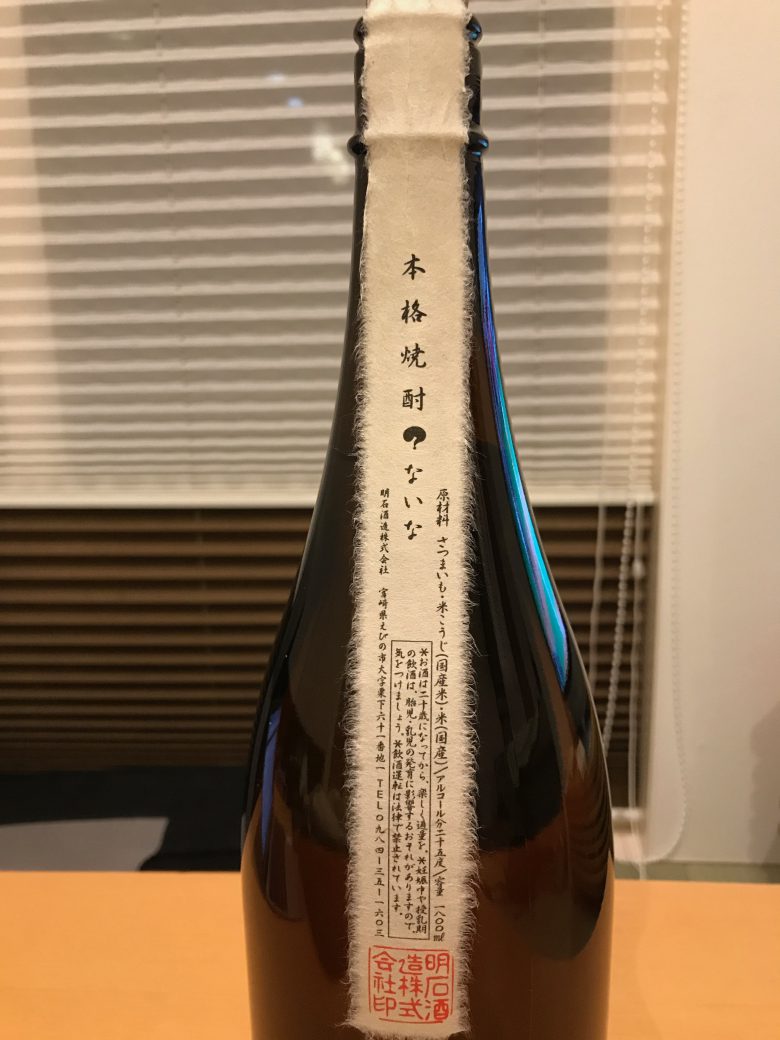 本格焼酎?ないな
原材料 さつまいも・米こうじ(国産米)・米(国産)/アルコール分二十五度/容量 一八〇〇ml
*お酒は二十歳になってから、楽しく適量を。*妊娠中や授乳期
の飲酒は、胎児・乳児の発育に影響するおそれがありますので、
気をつけましょう。*飲酒運転は法律で禁止されています。
明石酒造株式会社 宮崎県えびの市大字栗下六十一番地一 TEL〇九八四ー三五ー一六〇三
明石酒
造株式
会社印